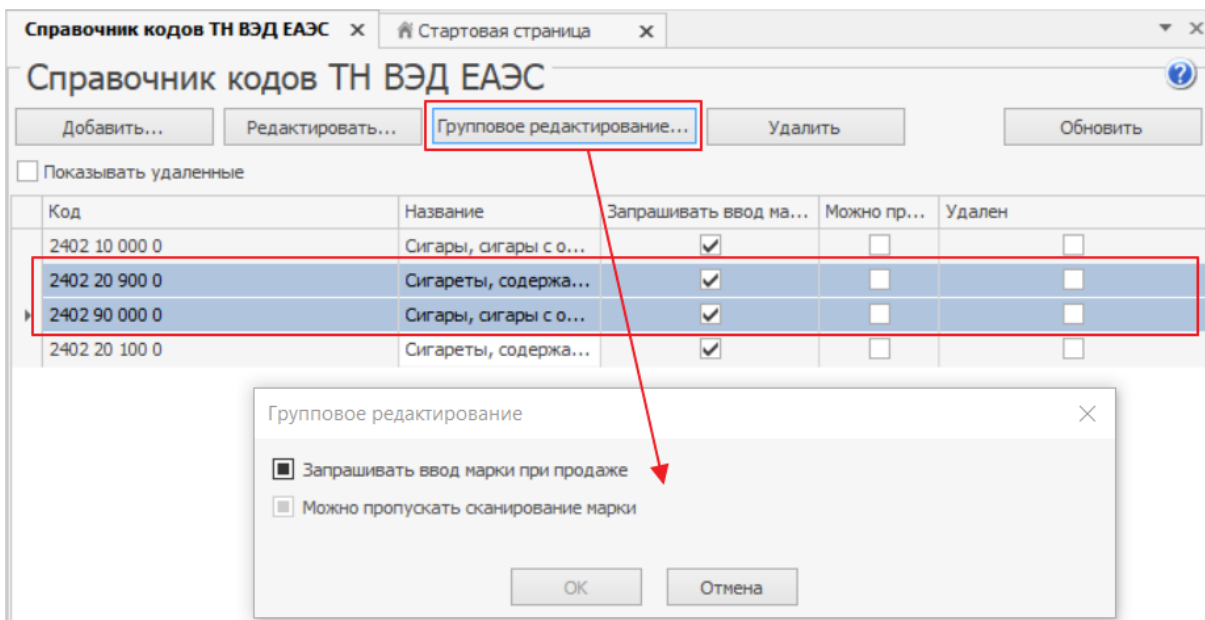 Справочник кодов ТН ВЭД ЕАЭС Стартовая страница
Справочник кодов ТН ВЭД ЕАЭС
Добавить... Редактировать... Групповое редактирование... Удалить Обновить
Показывать удаленные
Код Название Запрашивать ввод ма... Можно пр... Удален
2402 10 000 0 Сигары, сигары с о...
2402 20 900 0 Сигареты, содержа...
2402 90 000 0 Сигары, сигары с о...
2402 20 100 0 Сигареты, содержа...
Групповое редактирование
Запрашивать ввод марки при продаже
Можно пропускать сканирование марки
ОК Отмена